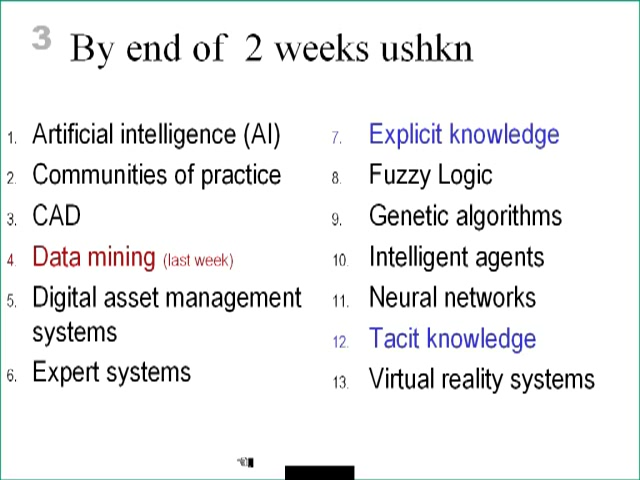 3
By end of 2 weeks ushkn
1. Artificial intelligence (AI)
2. Communities of practice
3. CAD
4. Data mining (last week)
5. Digital asset management
systems
6. Expert systems
7. Explicit knowledge
8. Fuzzy Logic
9. Genetic algorithms
10. Intelligent agents
11. Neural networks
12. Tacit knowledge
13. Virtual reality systems